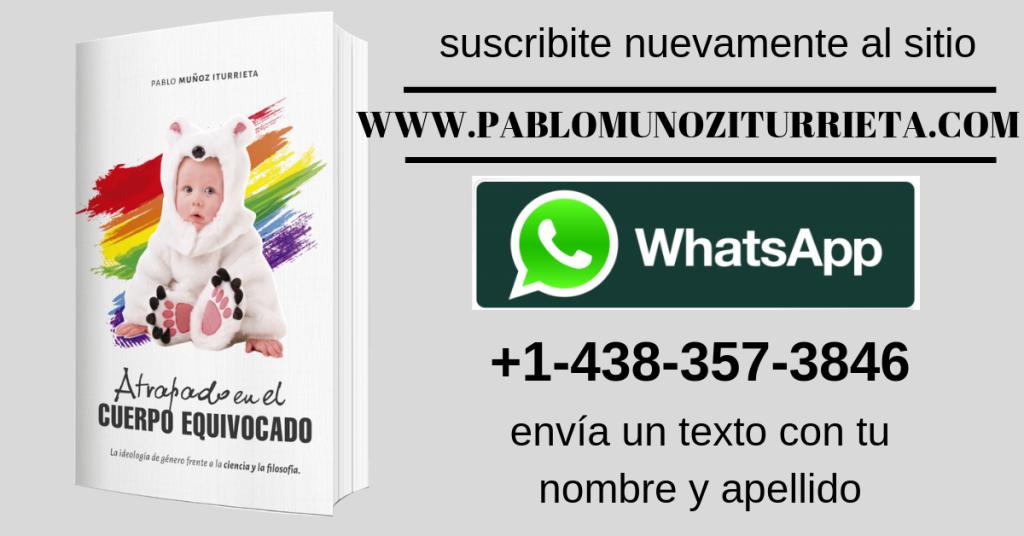 PABLO MUÑOZ ITURRIETA
Atrapado en el
CUERPO EQUIVOCADO
La ideología de género frente a la ciencia y la filosofía.
suscribite nuevamente al sitio
WWW.PABLOMUNOZITURRIETA.COM
WhatsApp
+1-438-357-3846
envía un texto con tu
nombre y apellido